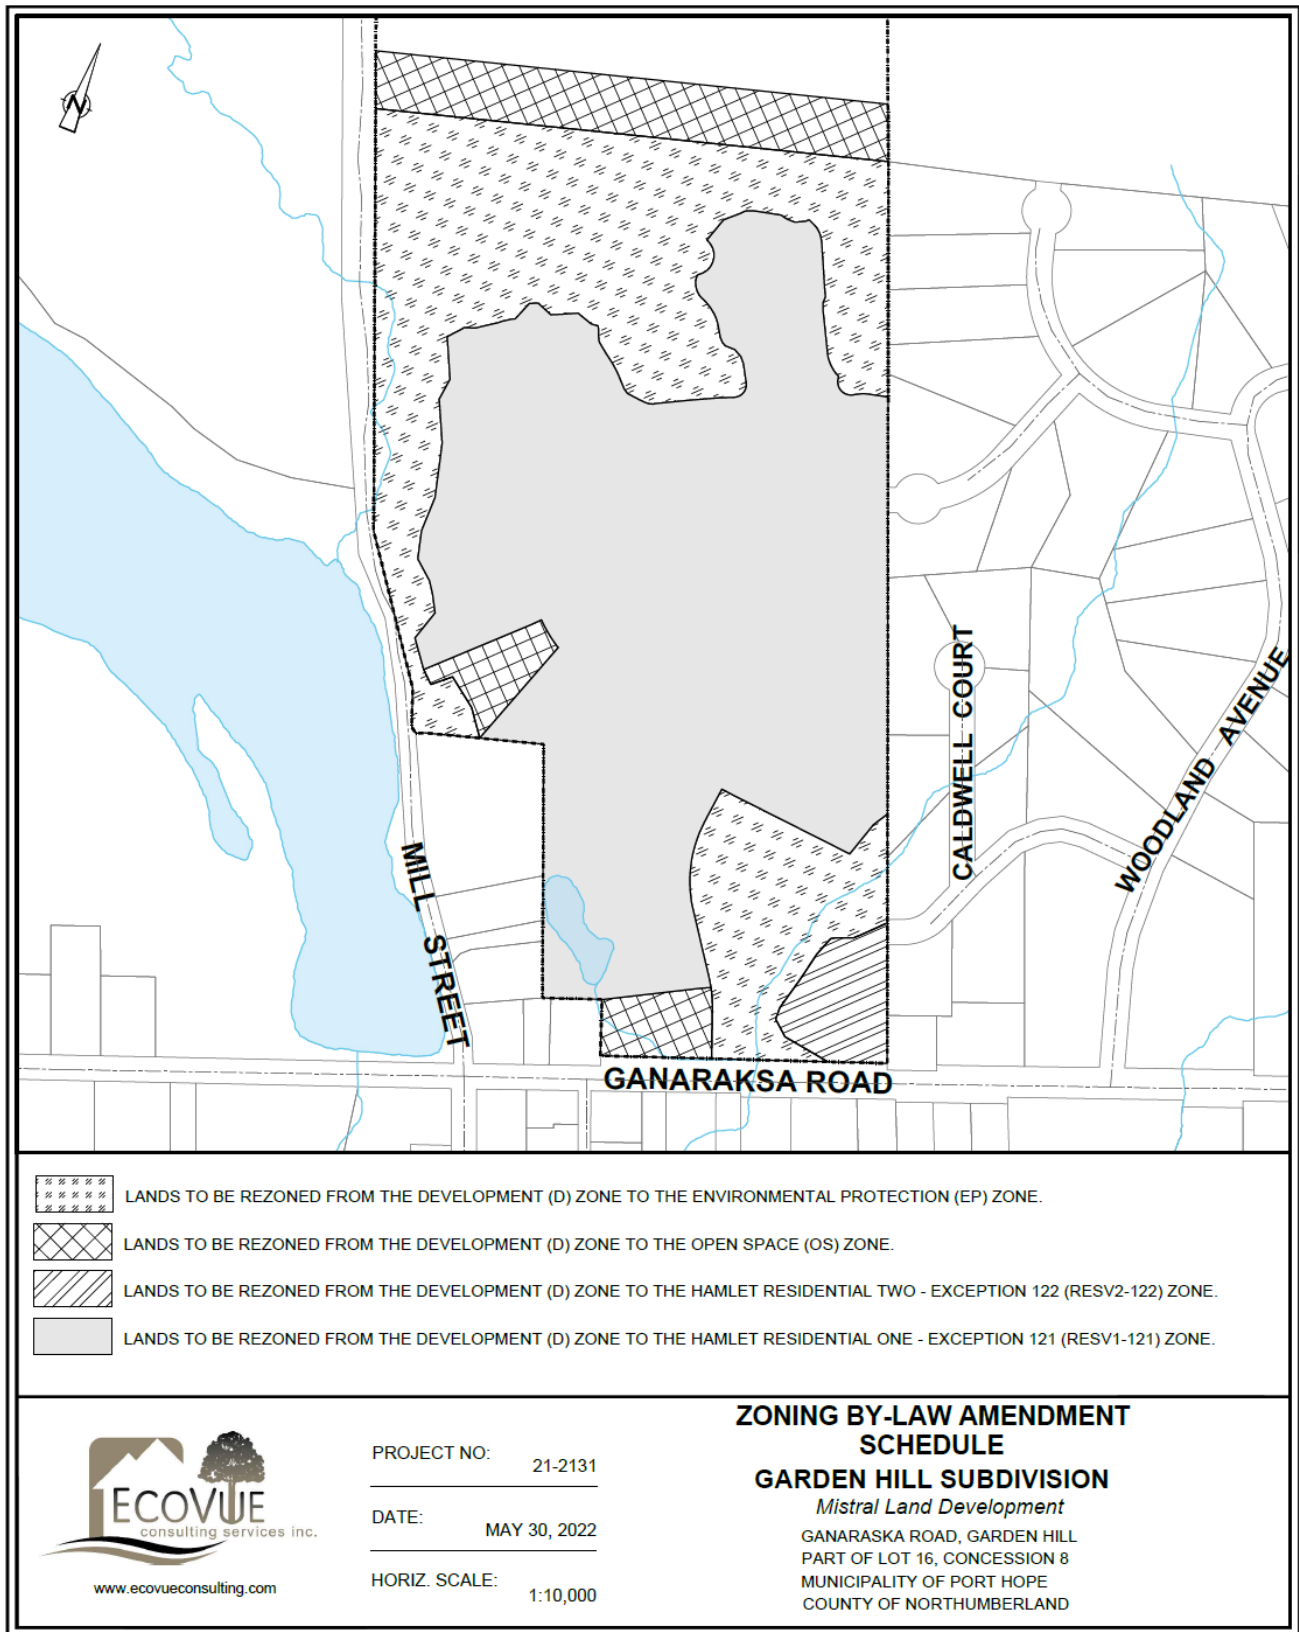 N
CALDWELL COURT
WOODLAND AVENUE
MILL STREET
GANARAKSA ROAD
LANDS TO BE REZONED FROM THE DEVELOPMENT (D) ZONE TO THE ENVIRONMENTAL PROTECTION (EP) ZONE.
LANDS TO BE REZONED FROM THE DEVELOPMENT (D) ZONE TO THE OPEN SPACE (OS) ZONE.
LANDS TO BE REZONED FROM THE DEVELOPMENT (D) ZONE TO THE HAMLET RESIDENTIAL TWO - EXCEPTION 122 (RESV2-122) ZONE.
LANDS TO BE REZONED FROM THE DEVELOPMENT (D) ZONE TO THE HAMLET RESIDENTIAL ONE - EXCEPTION 121 (RESV1-121) ZONE.
ECOVUE
consulting services inc.
www.ecovueconsulting.com
PROJECT NO: 21-2131
DATE: MAY 30, 2022
HORIZ. SCALE: 1:10,000
ZONING BY-LAW AMENDMENT
SCHEDULE
GARDEN HILL SUBDIVISION
Mistral Land Development
GANARASKA ROAD, GARDEN HILL
PART OF LOT 16, CONCESSION 8
MUNICIPALITY OF PORT HOPE
COUNTY OF NORTHUMBERLAND